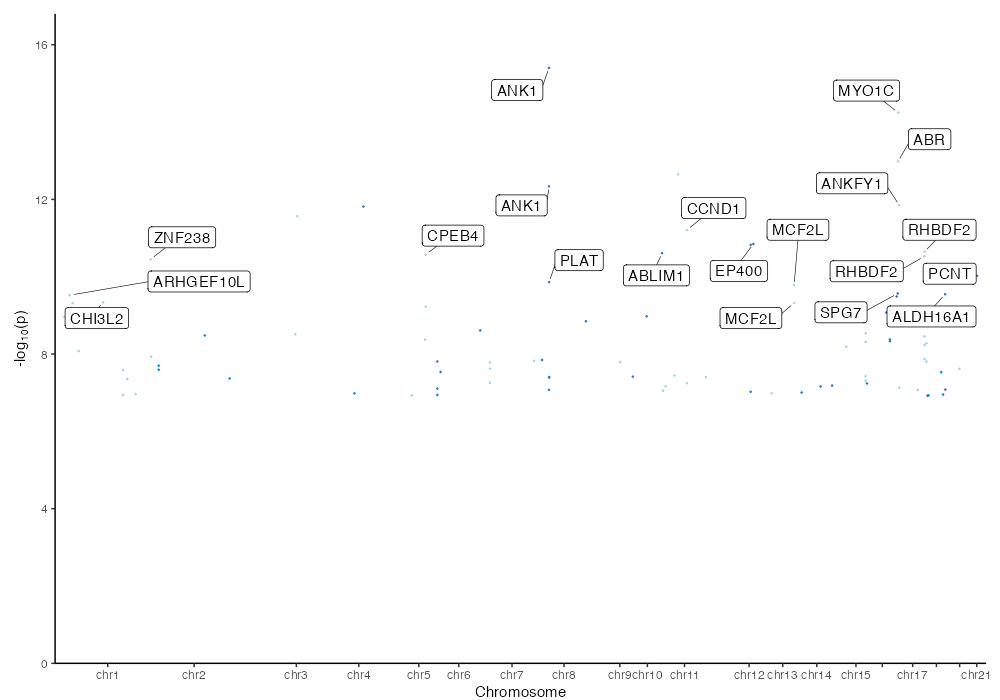 16
ANK1
MYO1C
ABR
12
ANK1
ANKFY1
CCND1
ZNF238
CPEB4
MCF2L
RHBDF2
PLAT
ABLIM1
EP400
RHBDF2
PCNT
ARHGEF10L
CHI3L2
MCF2L
SPG7
ALDH16A1
-log10(p)
8
4
0
chr1 chr2 chr3 chr4 chr5 chr6 chr7 chr8 chr9 chr10 chr11 chr12 chr13 chr14 chr15 chr17 chr21
Chromosome